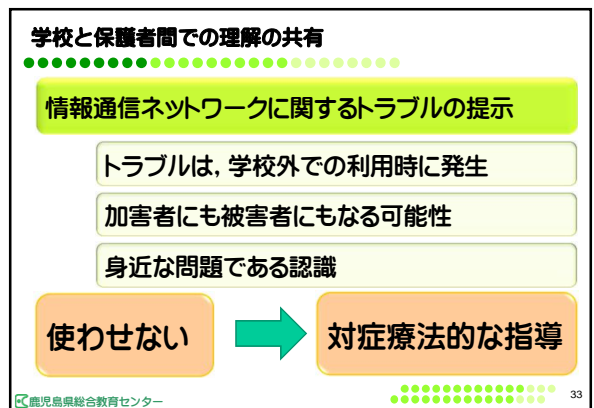 学校と保護者間での理解の共有
情報通信ネットワークに関するトラブルの提示
トラブルは，学校外での利用時に発生
加害者にも被害者にもなる可能性
身近な問題である認識
使わせない
対症療法的な指導
鹿児島県総合教育センター
33